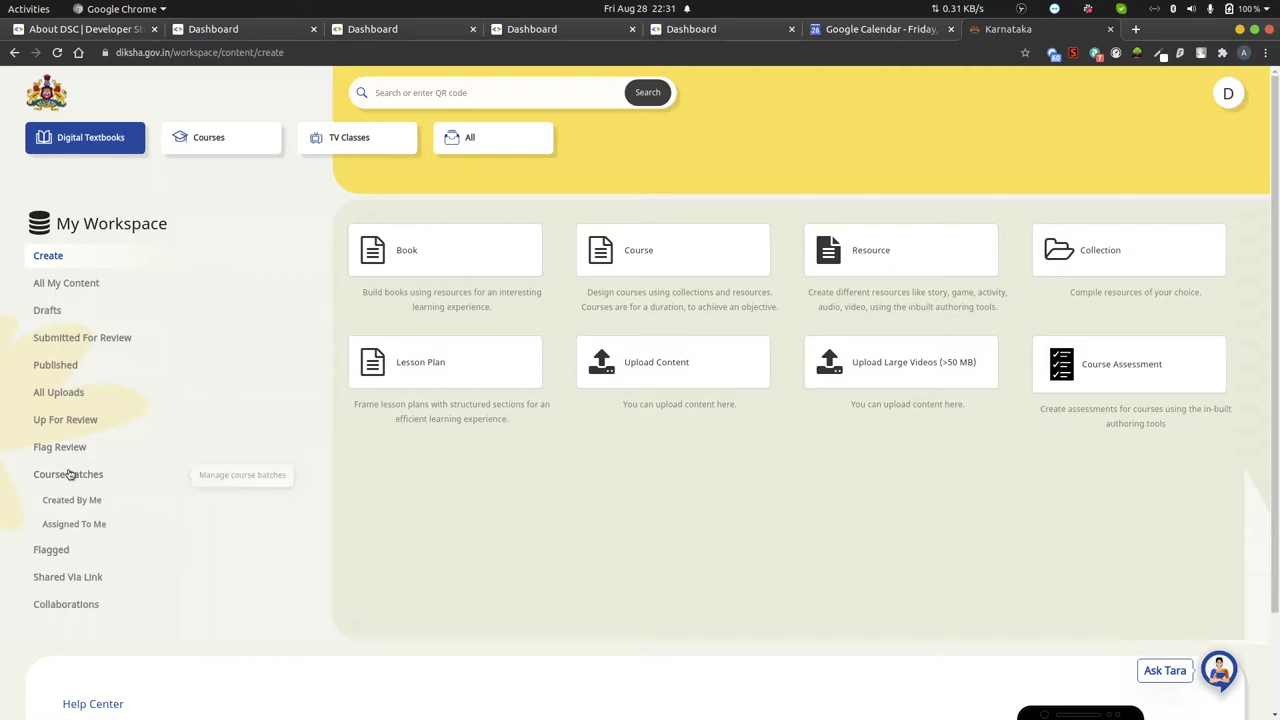 Activities
Google Chrome
Fri Aug 28 22:31
0.31 KB/s
100 %
About DSC | Developer St
Dashboard
Dashboard
Dashboard
Dashboard
28 Google Calendar - Friday,
Karnataka
diksha.gov.in/workspace/content/create
60
S
7
A
Search or enter QR code
Search
D
Digital Textbooks
Courses
TV Classes
All
My Workspace
Create
All My Content
Drafts
Submitted For Review
Published
All Uploads
Up For Review
Flag Review
Course Batches
Manage course batches
Created By Me
Assigned To Me
Flagged
Shared Via Link
Collaborations
Book
Build books using resources for an interesting
learning experience.
Course
Design courses using collections and resources.
Courses are for a duration, to achieve an objective.
Resource
Create different resources like story, game, activity,
audio, video, using the inbuilt authoring tools.
Collection
Compile resources of your choice.
Lesson Plan
Frame lesson plans with structured sections for an
efficient learning experience.
Upload Content
You can upload content here.
Upload Large Videos (>50 MB)
You can upload content here.
Course Assessment
Create assessments for courses using the in-built
authoring tools
Ask Tara
Help Center